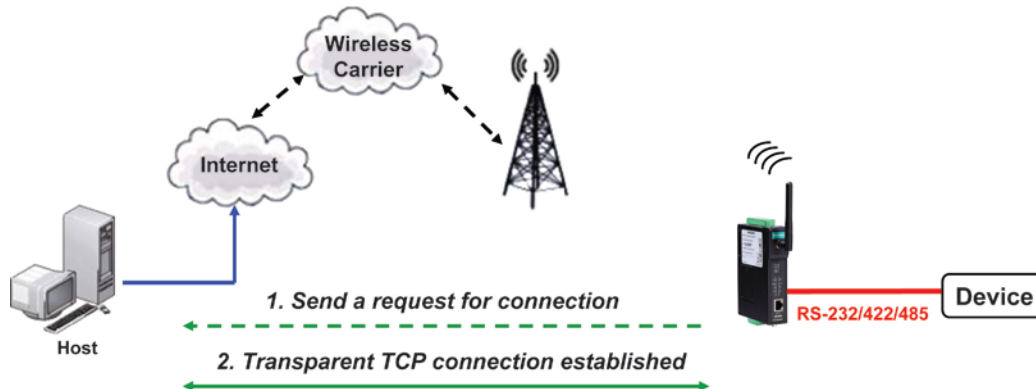 Wireless
Carrier
Internet
1. Send a request for connection
Device
RS-232/422/485
Host
2. Transparent TCP connection established